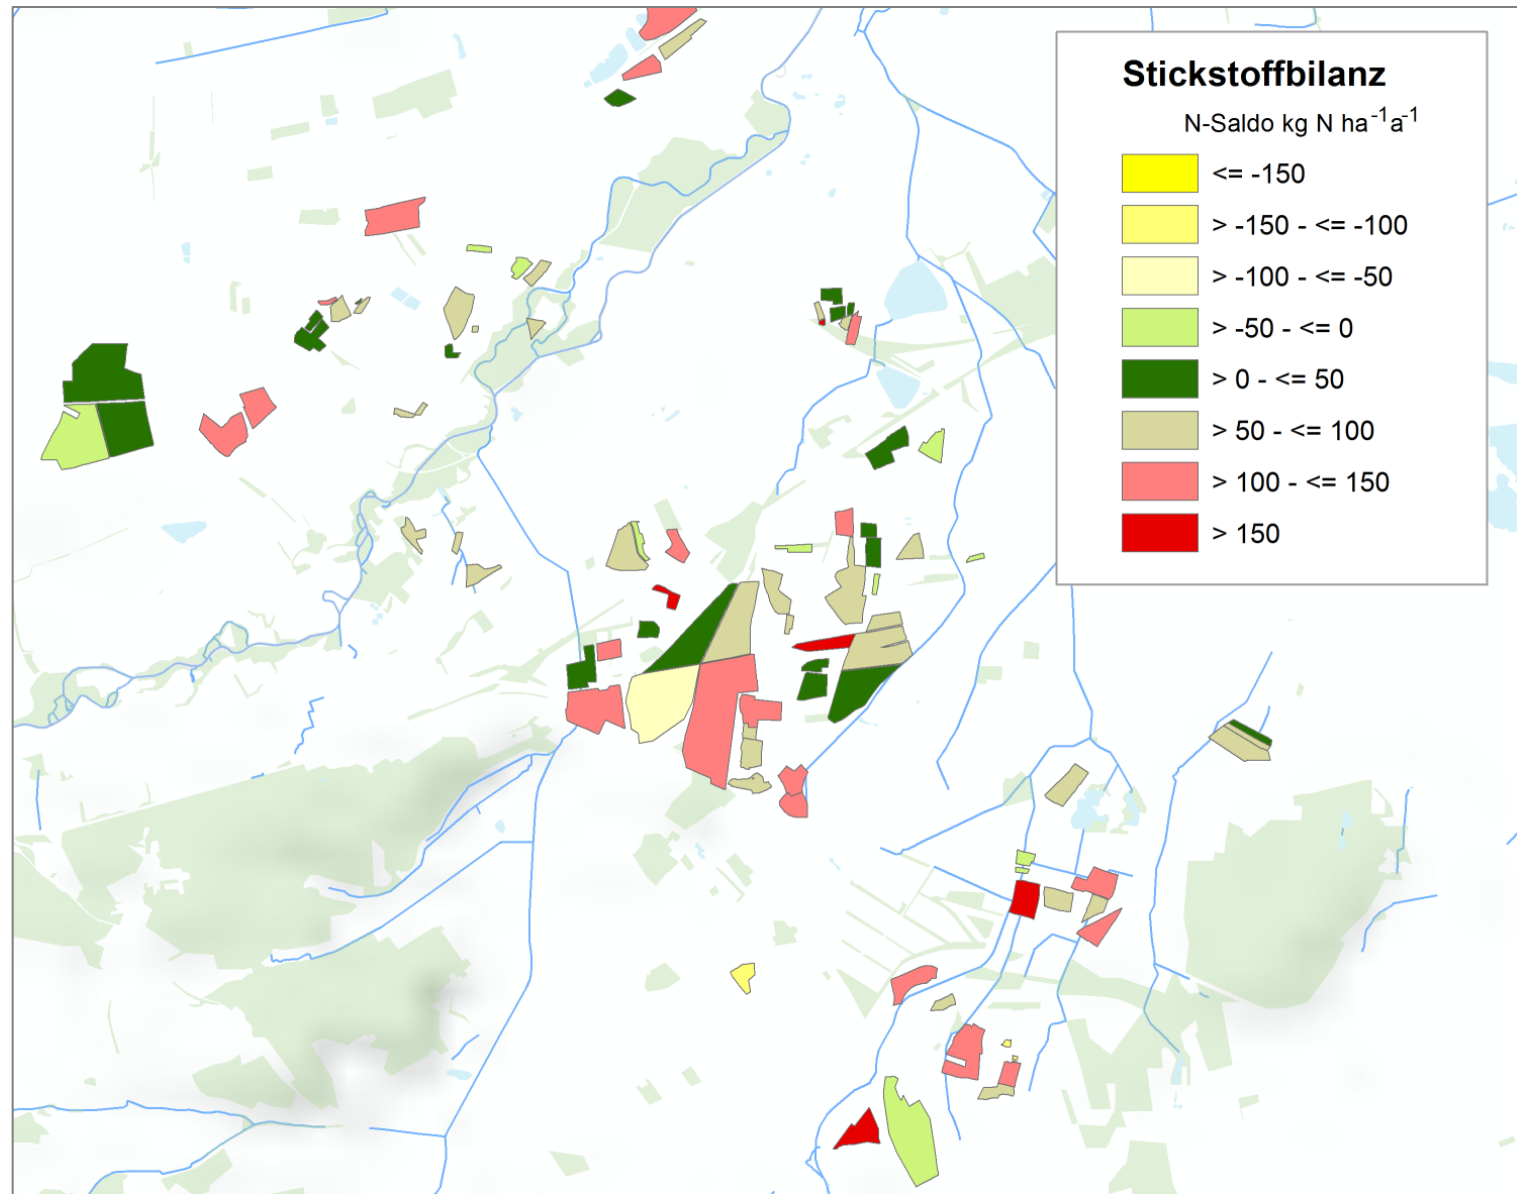 Stickstoffbilanz
N-Saldo kg N ha⁻¹a⁻¹
<= -150
> -150 - <= -100
> -100 - <= -50
> -50 - <= 0
> 0 - <= 50
> 50 - <= 100
> 100 - <= 150
> 150